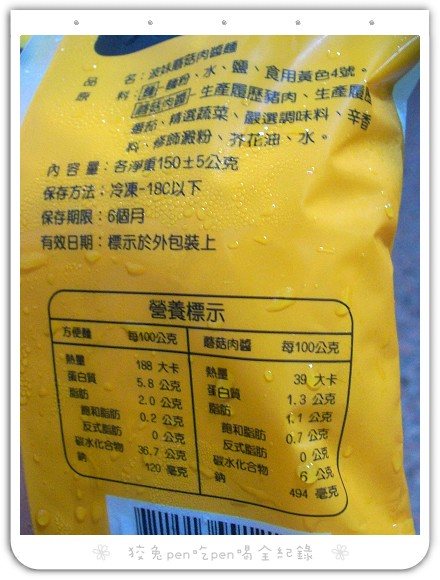 品　名：波味蘑菇肉醬麵
原　料：麵-麵粉、水、鹽、食用黃色4號。
蘑菇肉醬-生產履歷豬肉、生產履歷
番茄、精選蔬菜、嚴選調味料、辛香
料、修飾澱粉、芥花油、水。
內容量：各淨重150±5公克
保存方法：冷凍-18C以下
保存期限：6個月
有效日期：標示於外包裝上
營養標示
方便麵 每100公克 蘑菇肉醬 每100公克
熱量 188 大卡 熱量 39 大卡
蛋白質 5.8 公克 蛋白質 1.3 公克
脂肪 2.0 公克 脂肪 1.1 公克
飽和脂肪 0.2 公克 飽和脂肪 0.7 公克
反式脂肪 0 公克 反式脂肪 0 公克
碳水化合物 36.7 公克 碳水化合物 6 公克
鈉 120 毫克 鈉 494 毫克
狡兔pen吃pen喝全紀錄